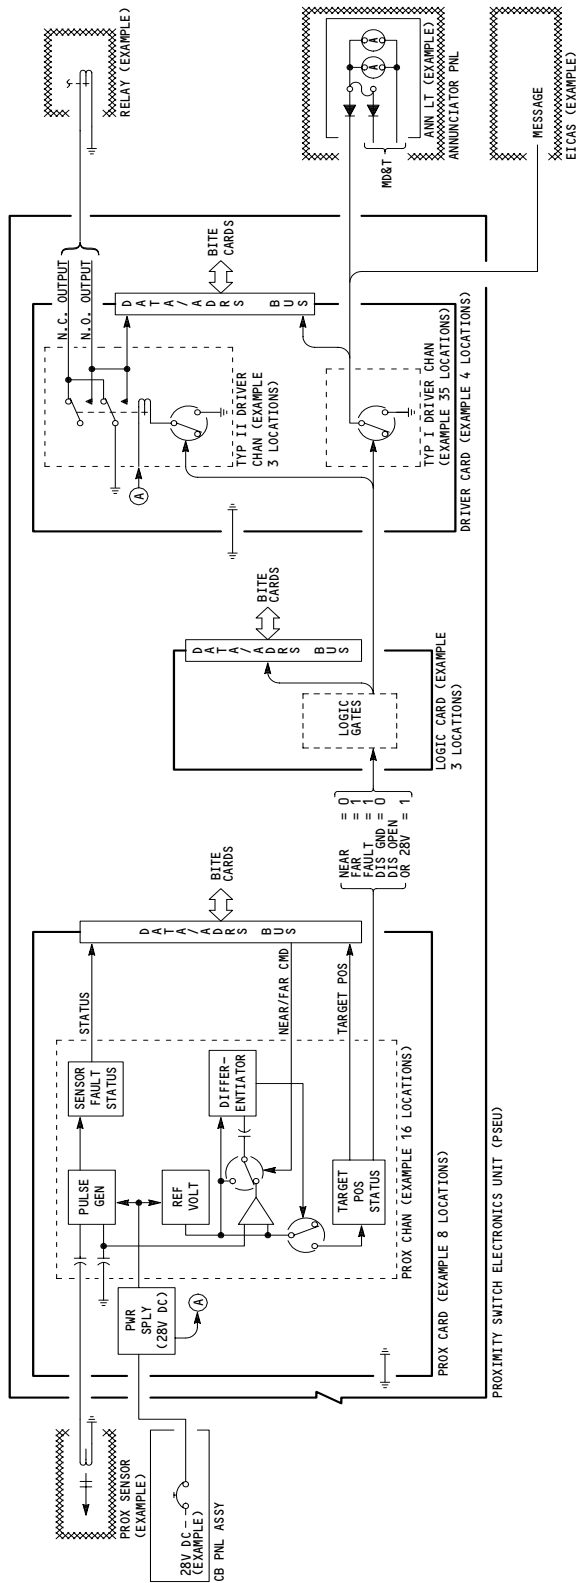 PROX SENSOR
(EXAMPLE)
28V DC
(EXAMPLE)
CB PNL ASSY
PWR
SPLY
(28V DC)
A
PULSE
GEN
SENSOR
FAULT
STATUS
STATUS
REF
VOLT
DIFFER-
ENTIATOR
NEAR/FAR CMD
TARGET
POS
STATUS
TARGET POS
PROX CHAN (EXAMPLE 16 LOCATIONS)
PROX CARD (EXAMPLE 8 LOCATIONS)
PROXIMITY SWITCH ELECTRONICS UNIT (PSEU)
DATA/ADRS BUS
BITE
CARDS
NEAR = 0
FAR = 1
FAULT = 1
DIS GND = 0
DIS OPEN
OR 28V = 1
LOGIC
GATES
DATA/ADRS BUS
BITE
CARDS
LOGIC CARD (EXAMPLE
3 LOCATIONS)
A
TYP II DRIVER
CHAN (EXAMPLE
3 LOCATIONS)
N.C. OUTPUT
N.O. OUTPUT
DATA/ADRS BUS
BITE
CARDS
TYP I DRIVER CHAN
(EXAMPLE 35 LOCATIONS)
DRIVER CARD (EXAMPLE 4 LOCATIONS)
RELAY (EXAMPLE)
A
A
MD&T
ANN LT (EXAMPLE)
ANNUNCIATOR PNL
MESSAGE
EICAS (EXAMPLE)